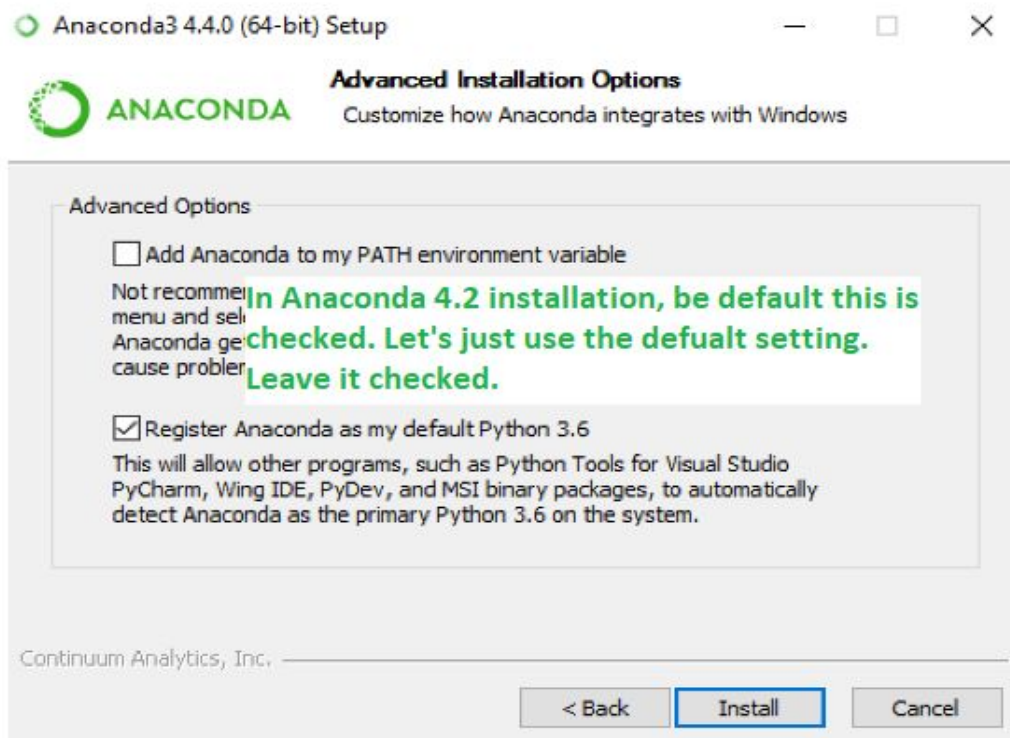 Anaconda3 4.4.0 (64-bit) Setup
ANACONDA
Advanced Installation Options
Customize how Anaconda integrates with Windows
Advanced Options
Add Anaconda to my PATH environment variable
Not
menu and
Anaconda
cause
In Anaconda 4.2 installation, be default this is
checked. Let's just use the defualt setting.
Leave it checked.
Register Anaconda as my default Python 3.6
This will allow other programs, such as Python Tools for Visual Studio
PyCharm, Wing IDE, PyDev, and MSI binary packages, to automatically
detect Anaconda as the primary Python 3.6 on the system.
Continuum Analytics, Inc.
< Back
Install
Cancel